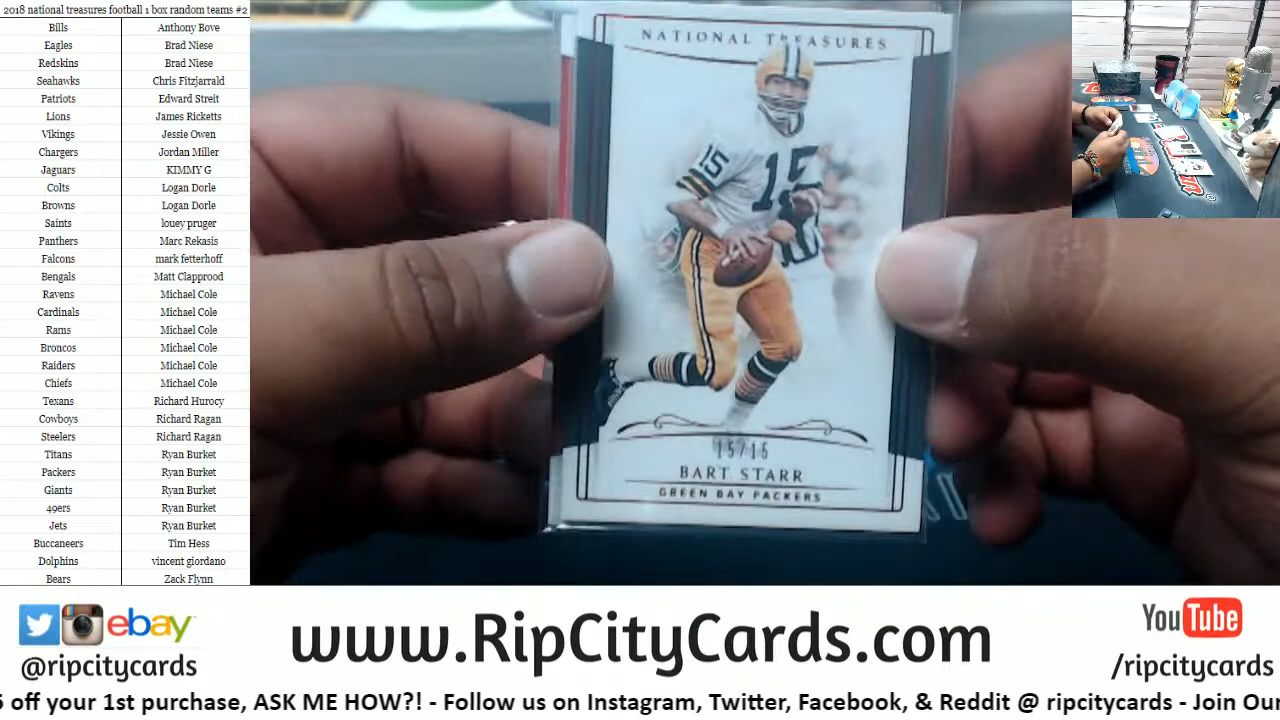 2018 national treasures football 1 box random teams #2
Bills Anthony Bove
Eagles Brad Niese
Redskins Brad Niese
Seahawks Chris Fitzjarrald
Patriots Edward Streit
Lions James Ricketts
Vikings Jessie Owen
Chargers Jordan Miller
Jaguars KIMMY G
Colts Logan Dorle
Browns Logan Dorle
Saints louey pruger
Panthers Marc Rekasis
Falcons mark fetterhoff
Bengals Matt Clapprood
Ravens Michael Cole
Cardinals Michael Cole
Rams Michael Cole
Broncos Michael Cole
Raiders Michael Cole
Chiefs Michael Cole
Texans Richard Hurocy
Cowboys Richard Ragan
Steelers Richard Ragan
Titans Ryan Burket
Packers Ryan Burket
Giants Ryan Burket
49ers Ryan Burket
Jets Ryan Burket
Buccaneers Tim Hess
Dolphins vincent giordano
Bears Zack Flynn
NATIONAL TREASURES
15
15
15/15
BART STARR
GREEN BAY PACKERS
ebay
@ripcitycards
www.RipCityCards.com
YouTube
/ripcitycards
5 off your 1st purchase, ASK ME HOW?! - Follow us on Instagram, Twitter, Facebook, & Reddit @ ripcitycards - Join Our